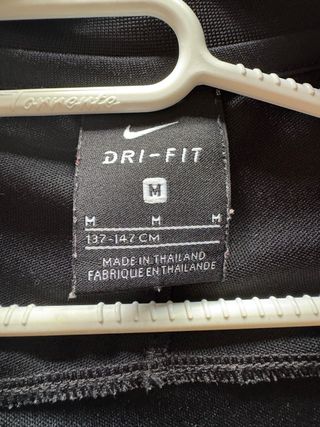 Torrente
DRI-FIT
M
M M M
137-147 CM
MADE IN THAILAND
FABRIQUE EN THAILANDE